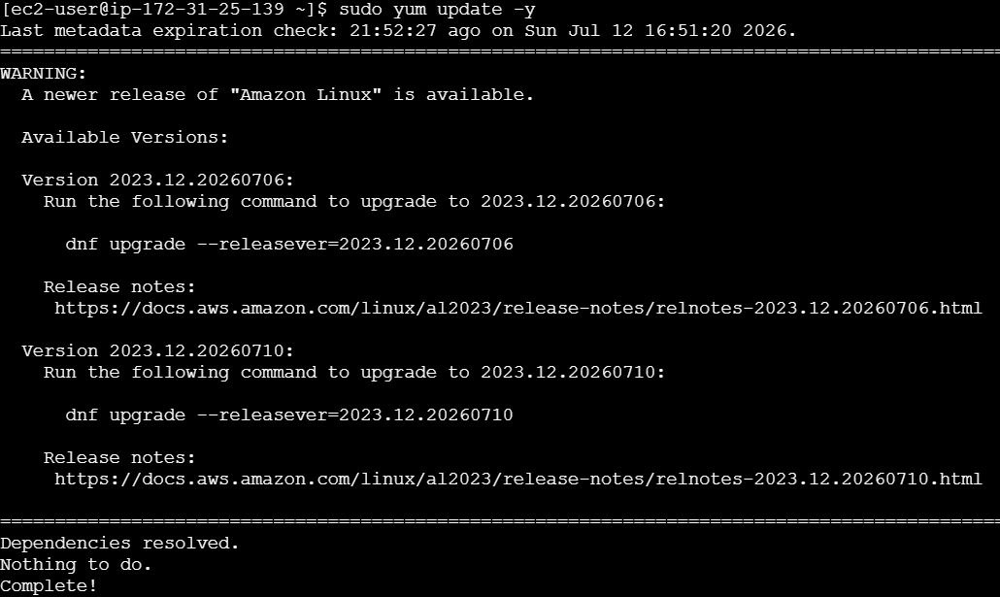 [ec2-user@ip-172-31-25-139 ~]$ sudo yum update -y
Last metadata expiration check: 21:52:27 ago on Sun Jul 12 16:51:20 2026.
================================================================================
WARNING:
  A newer release of "Amazon Linux" is available.

  Available Versions:

  Version 2023.12.20260706:
    Run the following command to upgrade to 2023.12.20260706:

      dnf upgrade --releasever=2023.12.20260706

    Release notes:
     https://docs.aws.amazon.com/linux/al2023/release-notes/relnotes-2023.12.20260706.html

  Version 2023.12.20260710:
    Run the following command to upgrade to 2023.12.20260710:

      dnf upgrade --releasever=2023.12.20260710

    Release notes:
     https://docs.aws.amazon.com/linux/al2023/release-notes/relnotes-2023.12.20260710.html

================================================================================
Dependencies resolved.
Nothing to do.
Complete!